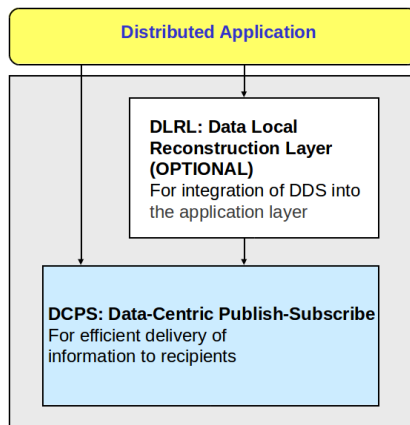 Distributed Application
DLRL: Data Local
Reconstruction Layer
(OPTIONAL)
For integration of DDS into
the application layer
DCPS: Data-Centric Publish-Subscribe
For efficient delivery of
information to recipients